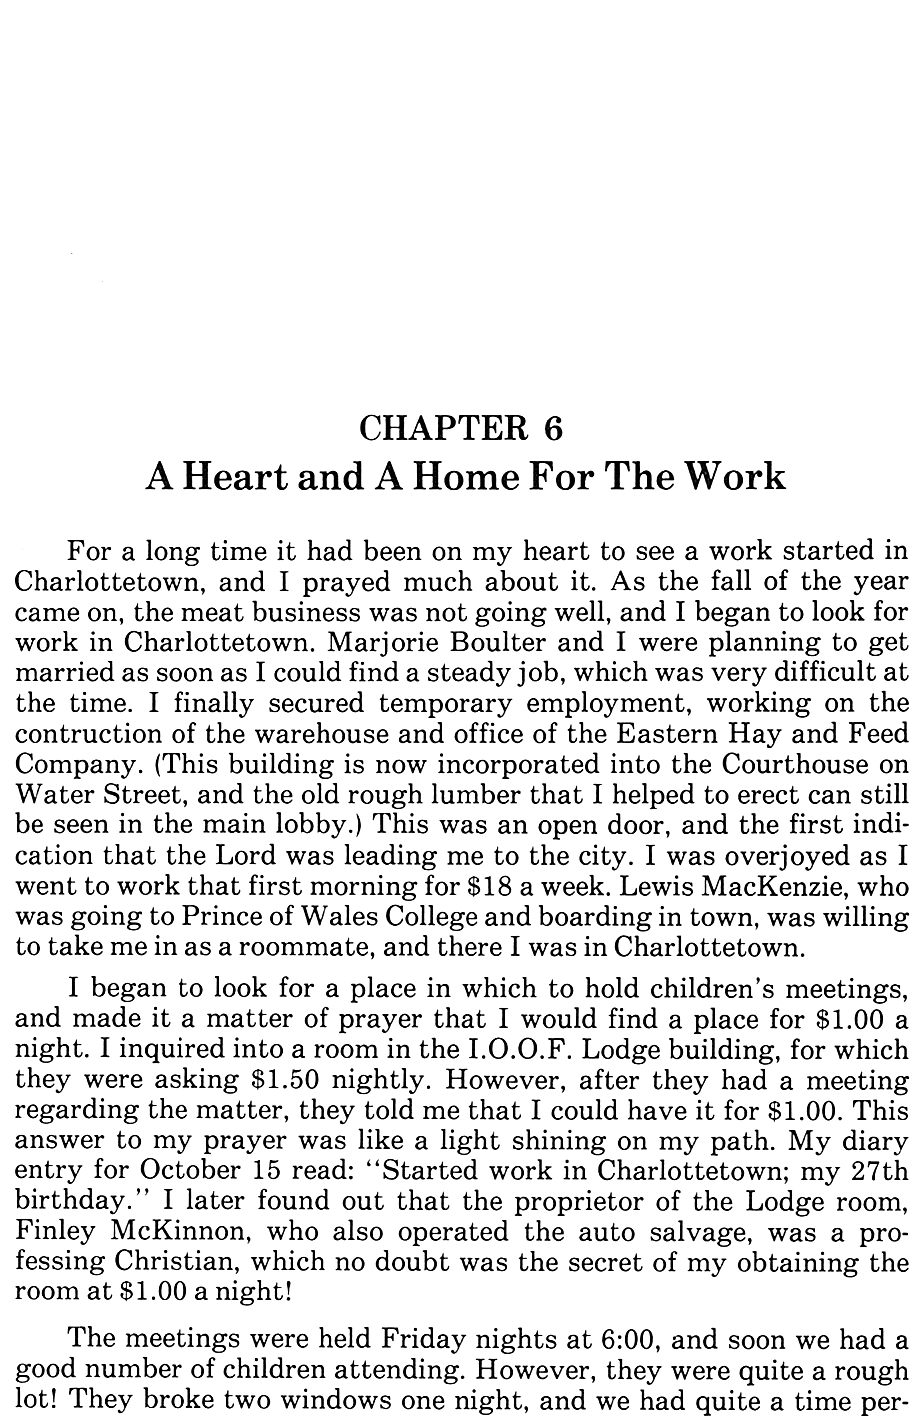 CHAPTER 6
A Heart and A Home For The Work
For a long time it had been on my heart to see a work started in
Charlottetown, and I prayed much about it. As the fall of the year
came on, the meat business was not going well, and I began to look for
work in Charlottetown. Marjorie Boulter and I were planning to get
married as soon as I could find a steady job, which was very difficult at
the time. I finally secured temporary employment, working on the
contruction of the warehouse and office of the Eastern Hay and Feed
Company. (This building is now incorporated into the Courthouse on
Water Street, and the old rough lumber that I helped to erect can still
be seen in the main lobby.) This was an open door, and the first indi-
cation that the Lord was leading me to the city. I was overjoyed as I
went to work that first morning for $18 a week. Lewis MacKenzie, who
was going to Prince of Wales College and boarding in town, was willing
to take me in as a roommate, and there I was in Charlottetown.
I began to look for a place in which to hold children's meetings,
and made it a matter of prayer that I would find a place for $1.00 a
night. I inquired into a room in the I.O.O.F. Lodge building, for which
they were asking $1.50 nightly. However, after they had a meeting
regarding the matter, they told me that I could have it for $1.00. This
answer to my prayer was like a light shining on my path. My diary
entry for October 15 read: "Started work in Charlottetown; my 27th
birthday." I later found out that the proprietor of the Lodge room,
Finley McKinnon, who also operated the auto salvage, was a pro-
fessing Christian, which no doubt was the secret of my obtaining the
room at $1.00 a night!
The meetings were held Friday nights at 6:00, and soon we had a
good number of children attending. However, they were quite a rough
lot! They broke two windows one night, and we had quite a time per-